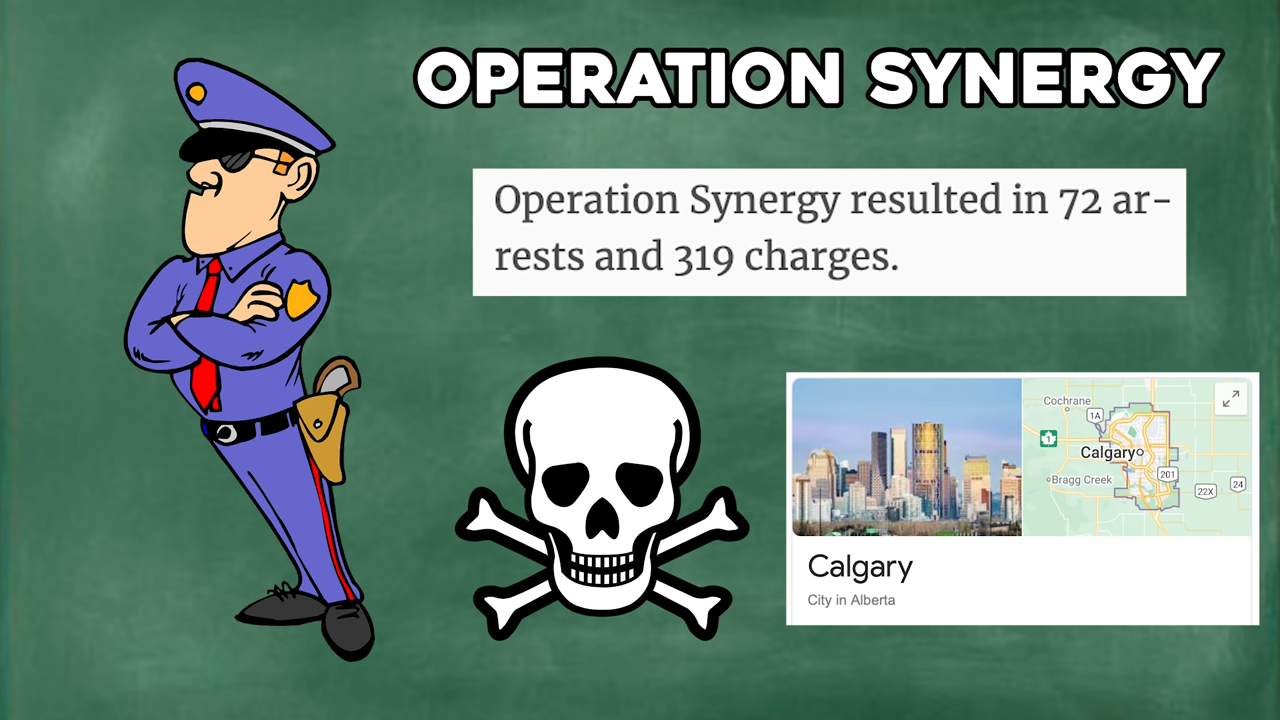 OPERATION SYNERGY
Operation Synergy resulted in 72 ar-
rests and 319 charges.
Cochrane
1A
1
Calgary
201
Bragg Creek
22X
24
Calgary
City in Alberta